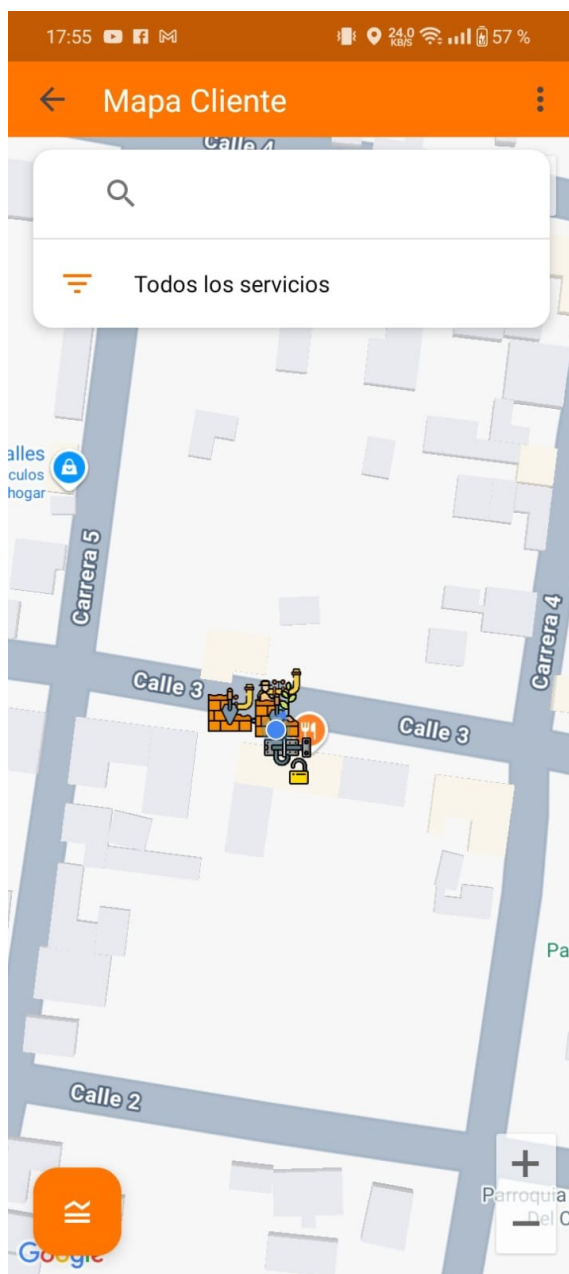 17:55
24.0
KB/S
57 %
Mapa Cliente
Calle 4
Todos los servicios
alles
culos
hogar
Carrera 5
Carrera 4
Calle 3
Calle 3
Pa
Calle 2
Parroquia
Del C
Google